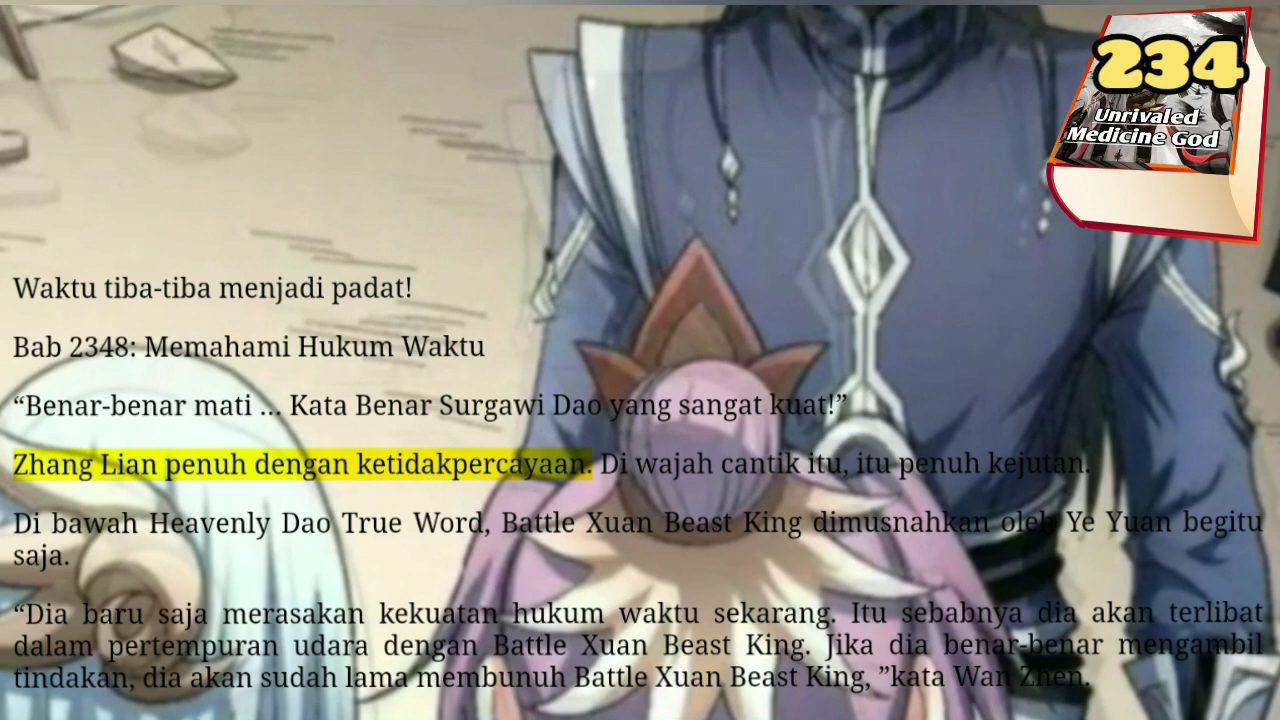 234
Unrivaled
Medicine God
Waktu tiba-tiba menjadi padat!
Bab 2348: Memahami Hukum Waktu
“Benar-benar mati … Kata Benar Surgawi Dao yang sangat kuat!”
Zhang Lian penuh dengan ketidakpercayaan. Di wajah cantik itu, itu penuh kejutan.
Di bawah Heavenly Dao True Word, Battle Xuan Beast King dimusnahkan oleh Ye Yuan begitu
saja.
“Dia baru saja merasakan kekuatan hukum waktu sekarang. Itu sebabnya dia akan terlibat
dalam pertempuran udara dengan Battle Xuan Beast King. Jika dia benar-benar mengambil
tindakan, dia akan sudah lama membunuh Battle Xuan Beast King, ”kata Wan Zhen.